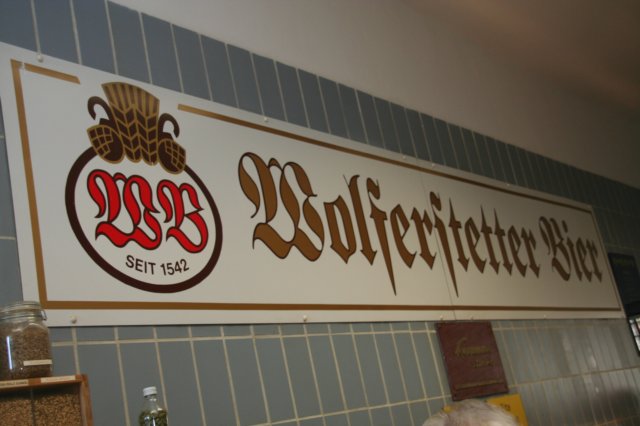 WB
SEIT 1542
Wolferstetter Bier